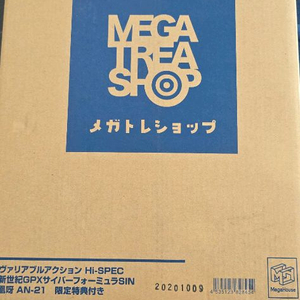 MEGA
TREA
SHOP
メガトレショップ
ヴァリアブルアクション Hi-SPEC
新世紀GPXサイバーフォーミュラSIN
凰呀 AN-21 限定特典付き
20201009
MegaHouse